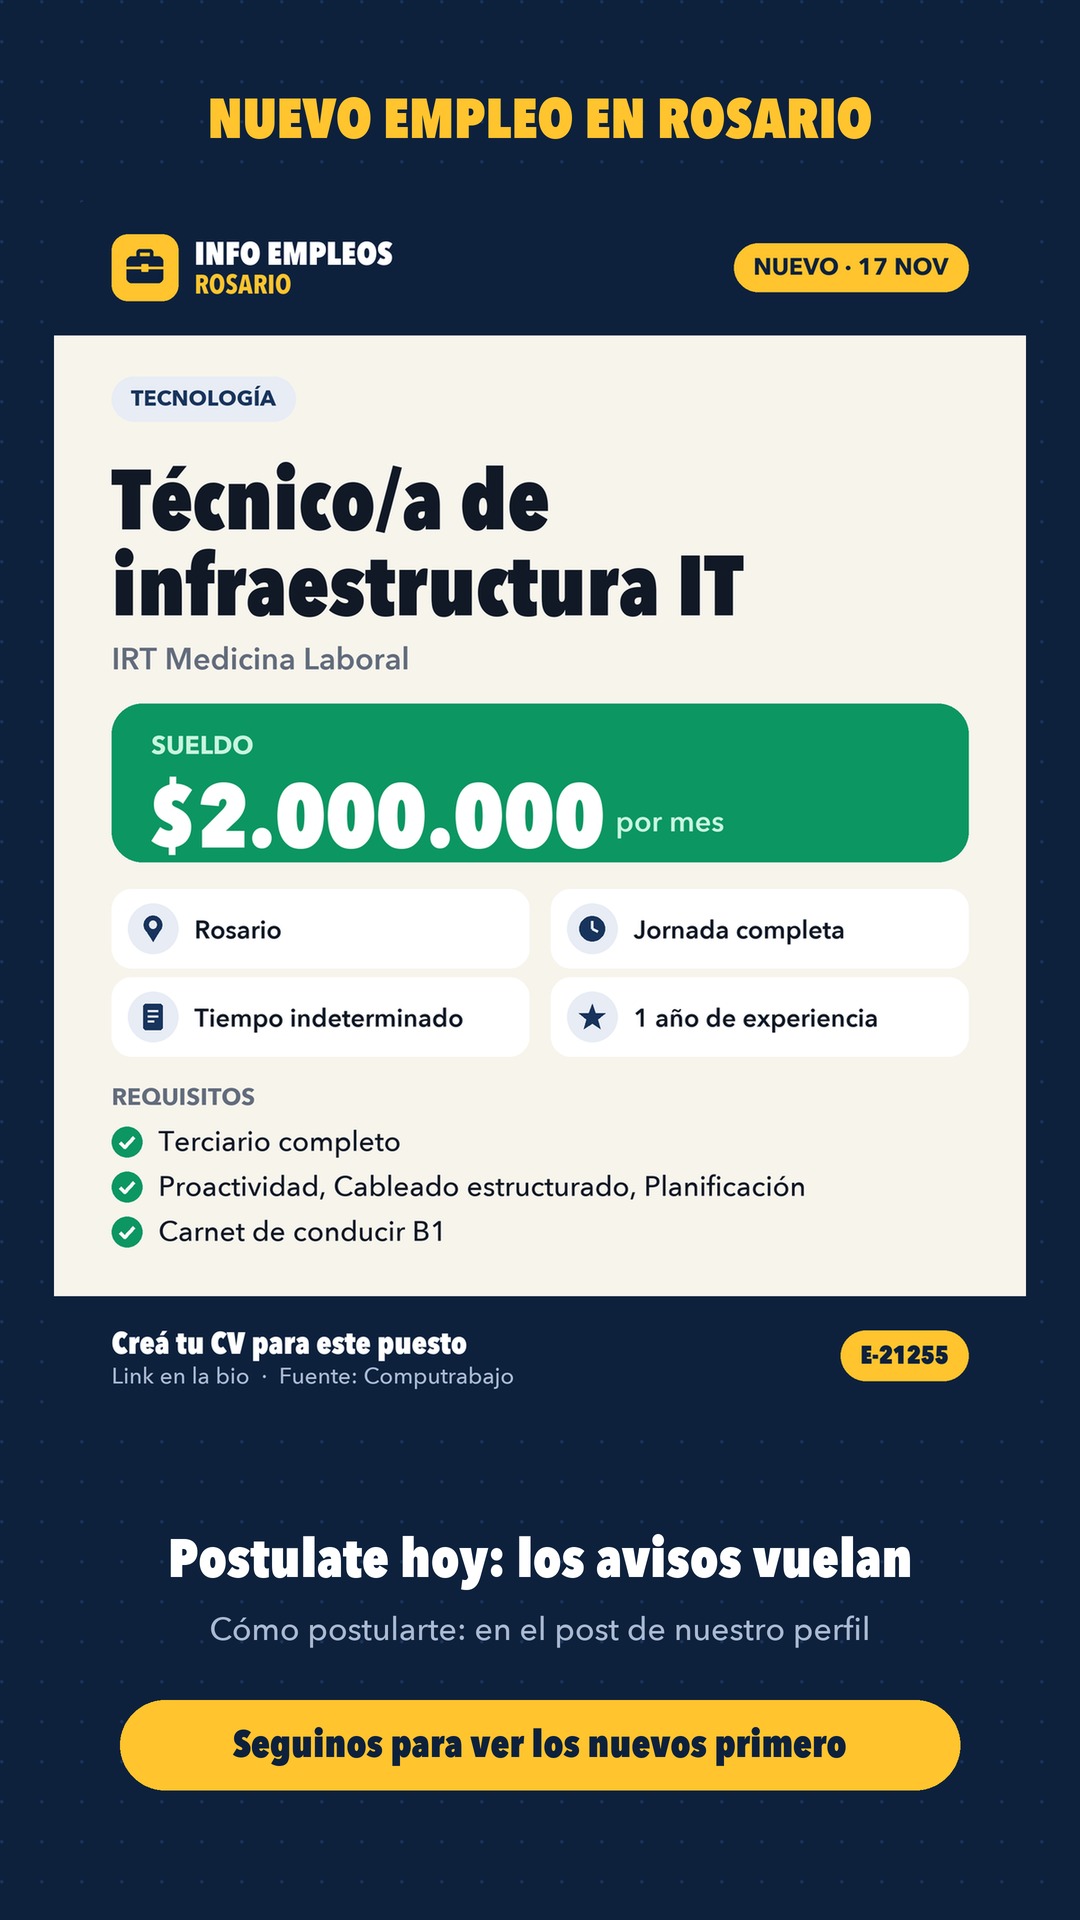 NUEVO EMPLEO EN ROSARIO
INFO EMPLEOS
ROSARIO
NUEVO · 17 NOV
TECNOLOGÍA
Técnico/a de
infraestructura IT
IRT Medicina Laboral
SUELDO
$2.000.000 por mes
Rosario
Jornada completa
Tiempo indeterminado
1 año de experiencia
REQUISITOS
Terciario completo
Proactividad, Cableado estructurado, Planificación
Carnet de conducir B1
Creá tu CV para este puesto
Link en la bio · Fuente: Computrabajo
E-21255
Postulate hoy: los avisos vuelan
Cómo postularte: en el post de nuestro perfil
Seguinos para ver los nuevos primero